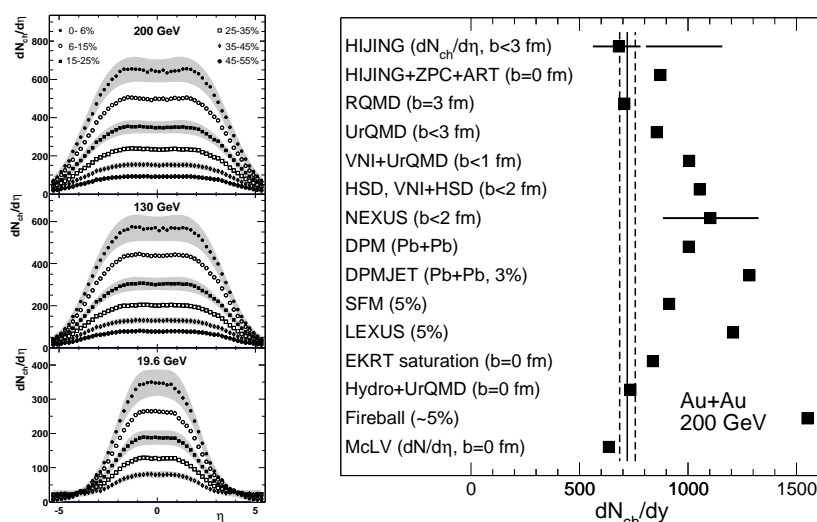 dN_ch/dη
200 GeV
0- 6%
6-15%
15-25%
25-35%
35-45%
45-55%
800
600
400
200
0
dN_ch/dη
130 GeV
600
400
200
0
dN_ch/dη
19.6 GeV
400
300
200
100
0
-5 0 5
η
HIJING (dN_ch/dη, b<3 fm)
HIJING+ZPC+ART (b=0 fm)
RQMD (b=3 fm)
UrQMD (b<3 fm)
VNI+UrQMD (b<1 fm)
HSD, VNI+HSD (b<2 fm)
NEXUS (b<2 fm)
DPM (Pb+Pb)
DPMJET (Pb+Pb, 3%)
SFM (5%)
LEXUS (5%)
EKRT saturation (b=0 fm)
Hydro+UrQMD (b=0 fm)
Fireball (~5%)
McLV (dN/dη, b=0 fm)
Au+Au
200 GeV
0 500 1000 1500
dN_ch/dy